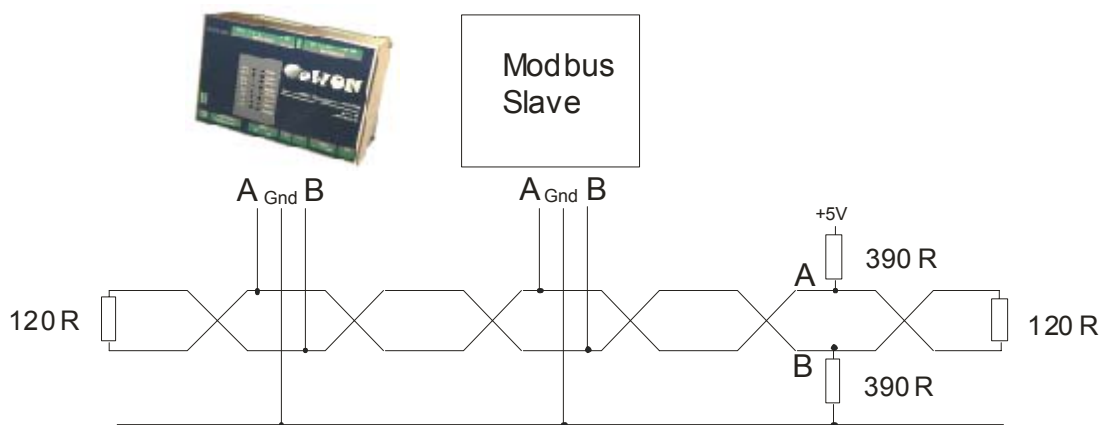 Modbus
Slave
A Gnd B
A Gnd B
+5V
390 R
A
120 R
120 R
B
390 R